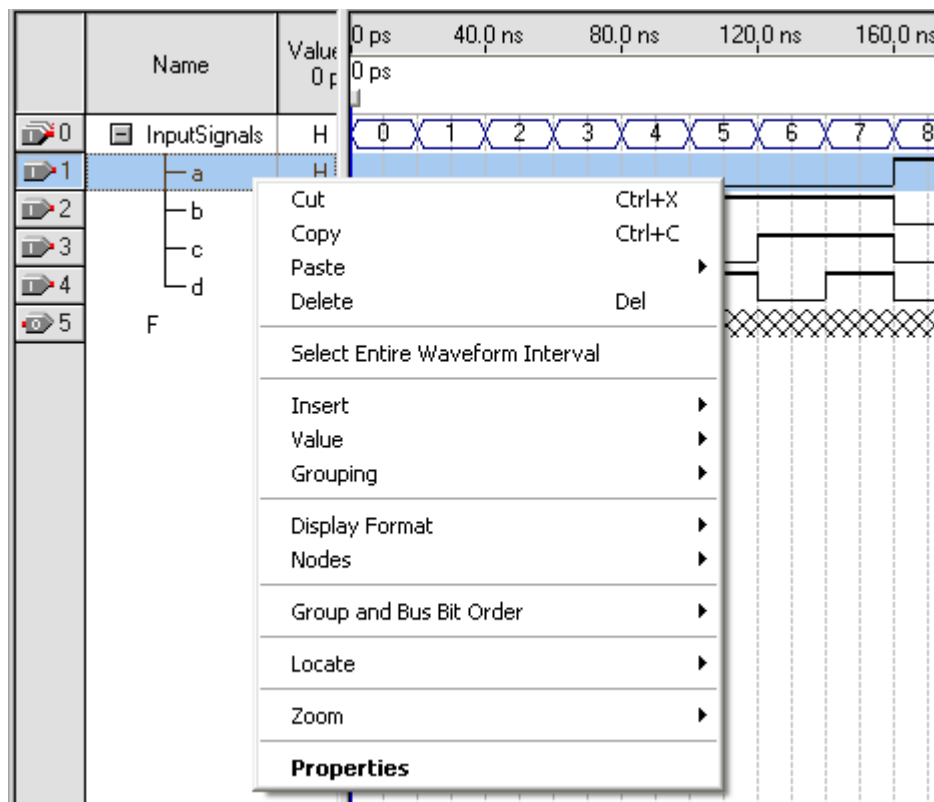 Name
Value
0 p
0 ps 40.0 ns 80.0 ns 120.0 ns 160.0 ns
0 ps
0 InputSignals H 0 1 2 3 4 5 6 7 8
1 a H
2 b
3 c
4 d
5 F
Cut Ctrl+X
Copy Ctrl+C
Paste
Delete Del
Select Entire Waveform Interval
Insert
Value
Grouping
Display Format
Nodes
Group and Bus Bit Order
Locate
Zoom
Properties